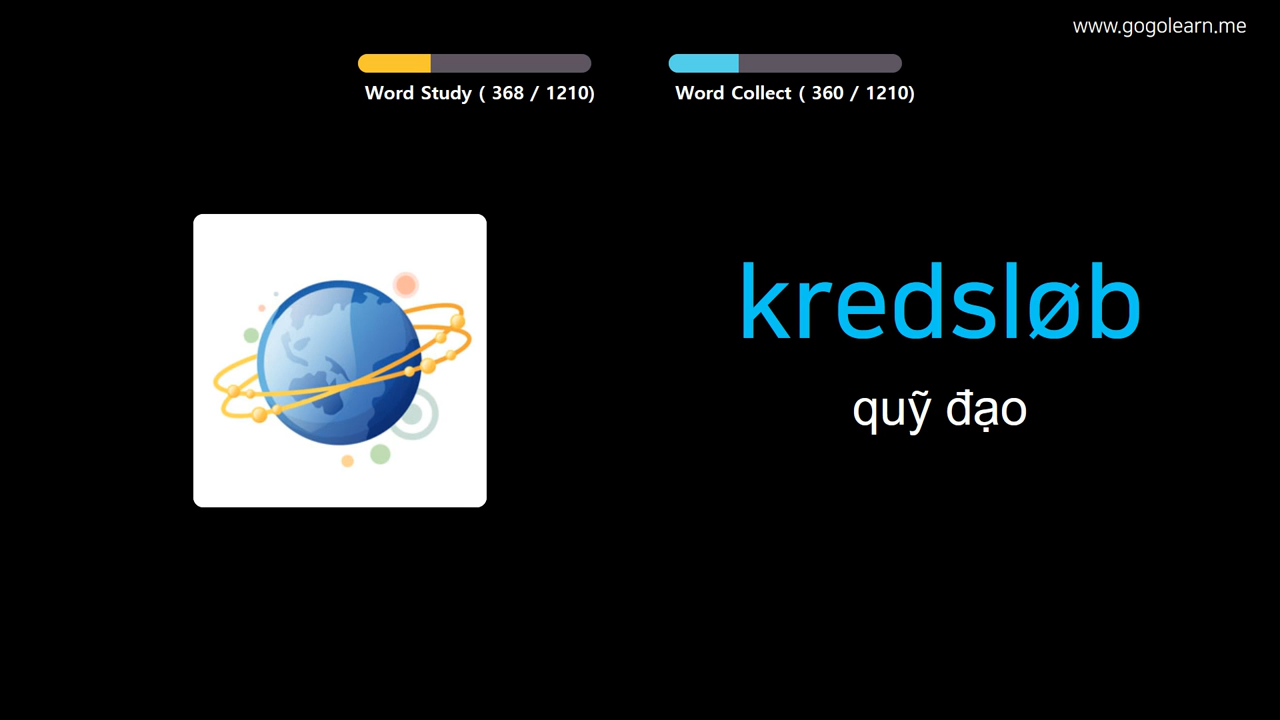 www.gogolearn.me
Word Study ( 368 / 1210)
Word Collect ( 360 / 1210)
kredsløb
quỹ đạo